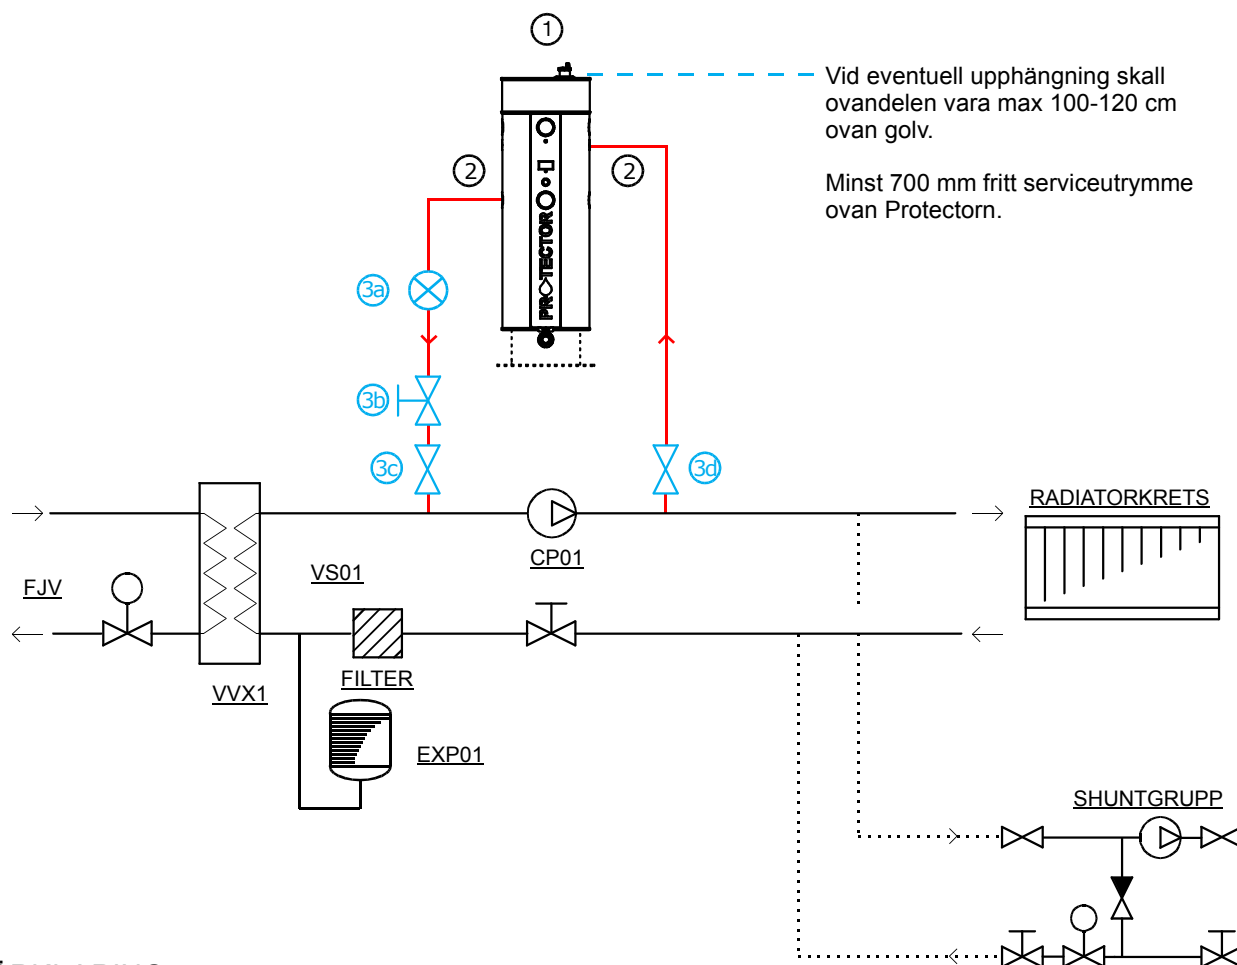 1
Vid eventuell upphängning skall
ovandelen vara max 100-120 cm
ovan golv.
Minst 700 mm fritt serviceutrymme
ovan Protectorn.
2
2
PROTECTOR
3a
3b
3c
3d
RADIATORKRETS
CP01
VS01
FJV
FILTER
VVX1
EXP01
SHUNTGRUPP